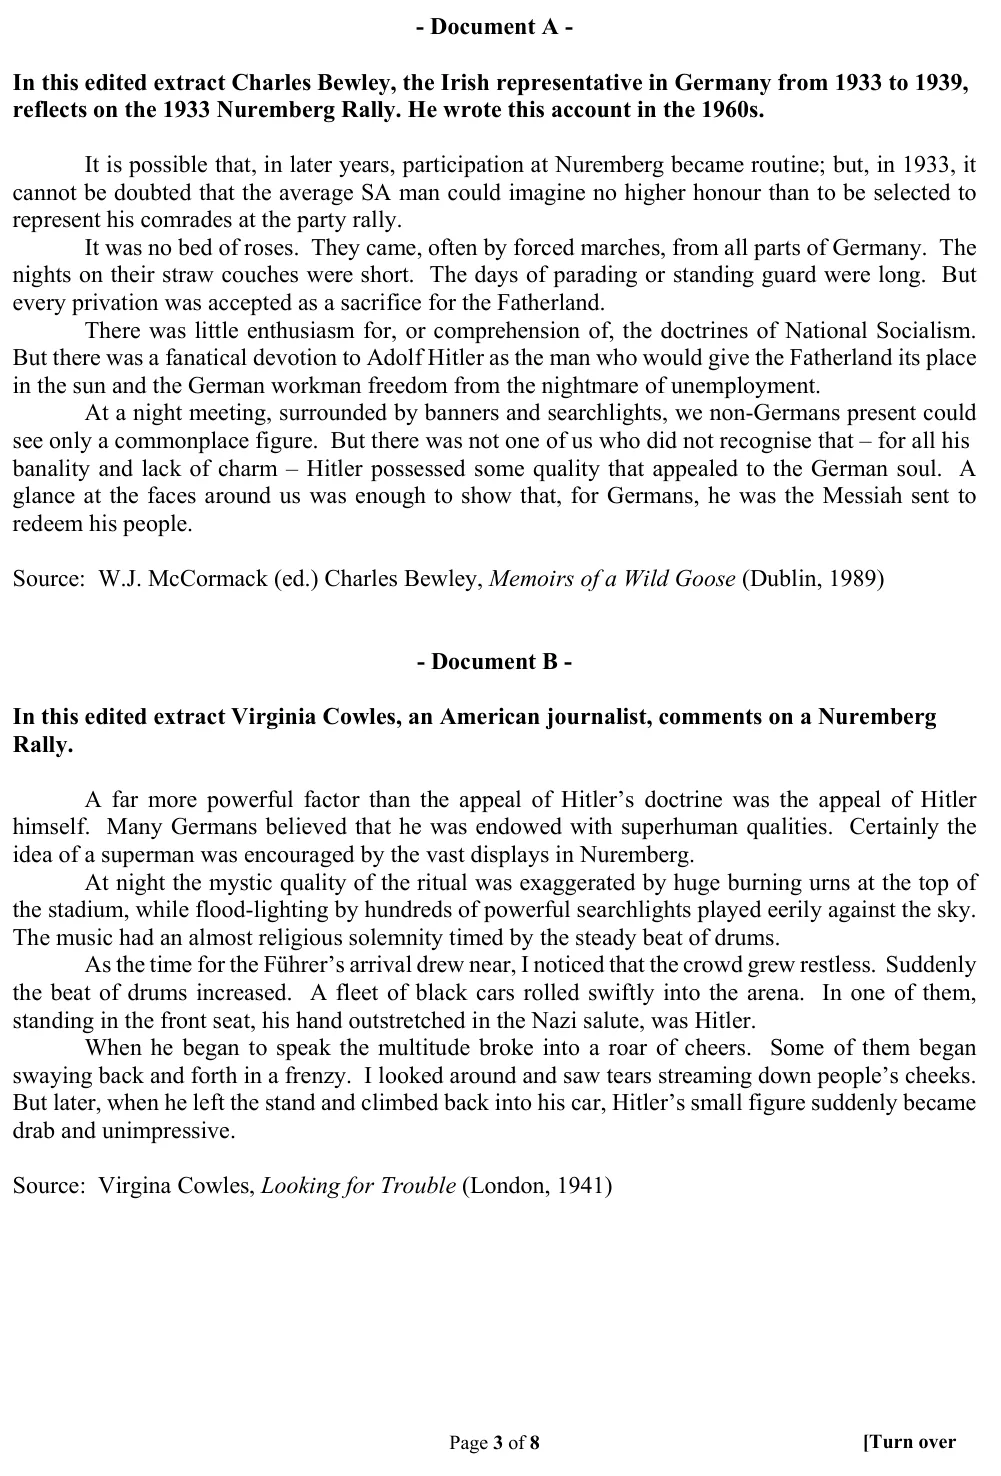 - Document A -
In this edited extract Charles Bewley, the Irish representative in Germany from 1933 to 1939,
reflects on the 1933 Nuremberg Rally. He wrote this account in the 1960s.
It is possible that, in later years, participation at Nuremberg became routine; but, in 1933, it
cannot be doubted that the average SA man could imagine no higher honour than to be selected to
represent his comrades at the party rally.
It was no bed of roses. They came, often by forced marches, from all parts of Germany. The
nights on their straw couches were short. The days of parading or standing guard were long. But
every privation was accepted as a sacrifice for the Fatherland.
There was little enthusiasm for, or comprehension of, the doctrines of National Socialism.
But there was a fanatical devotion to Adolf Hitler as the man who would give the Fatherland its place
in the sun and the German workman freedom from the nightmare of unemployment.
At a night meeting, surrounded by banners and searchlights, we non-Germans present could
see only a commonplace figure. But there was not one of us who did not recognise that – for all his
banality and lack of charm – Hitler possessed some quality that appealed to the German soul. A
glance at the faces around us was enough to show that, for Germans, he was the Messiah sent to
redeem his people.
Source: W.J. McCormack (ed.) Charles Bewley, Memoirs of a Wild Goose (Dublin, 1989)
- Document B -
In this edited extract Virginia Cowles, an American journalist, comments on a Nuremberg
Rally.
A far more powerful factor than the appeal of Hitler's doctrine was the appeal of Hitler
himself. Many Germans believed that he was endowed with superhuman qualities. Certainly the
idea of a superman was encouraged by the vast displays in Nuremberg.
At night the mystic quality of the ritual was exaggerated by huge burning urns at the top of
the stadium, while flood-lighting by hundreds of powerful searchlights played eerily against the sky.
The music had an almost religious solemnity timed by the steady beat of drums.
As the time for the Führer's arrival drew near, I noticed that the crowd grew restless. Suddenly
the beat of drums increased. A fleet of black cars rolled swiftly into the arena. In one of them,
standing in the front seat, his hand outstretched in the Nazi salute, was Hitler.
When he began to speak the multitude broke into a roar of cheers. Some of them began
swaying back and forth in a frenzy. I looked around and saw tears streaming down people's cheeks.
But later, when he left the stand and climbed back into his car, Hitler's small figure suddenly became
drab and unimpressive.
Source: Virgina Cowles, Looking for Trouble (London, 1941)
Page 3 of 8
[Turn over